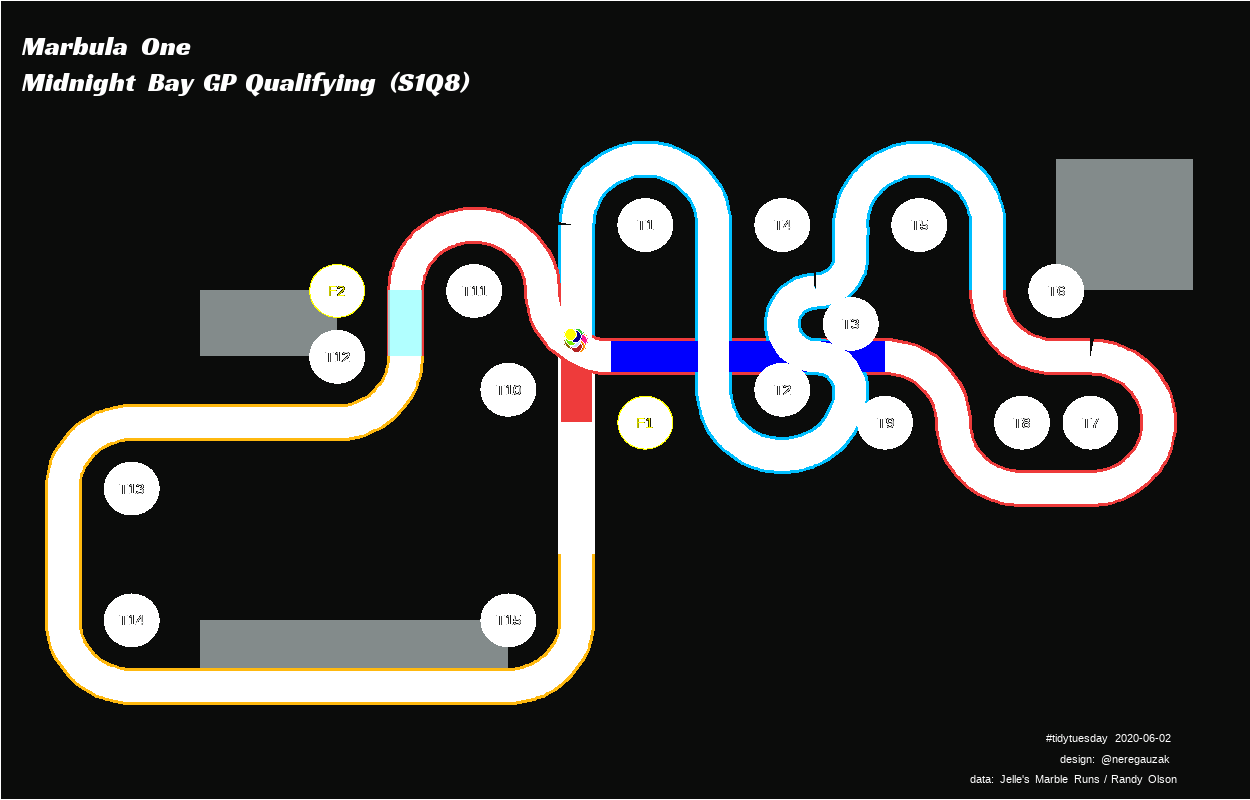 Marbula One
Midnight Bay GP Qualifying (S1Q8)
T1
T4
T5
F2
T11
T6
T3
T12
T10
T2
F1
T9
T8
T7
T13
T14
T15
#tidytuesday 2020-06-02
design: @neregauzak
data: Jelle's Marble Runs / Randy Olson